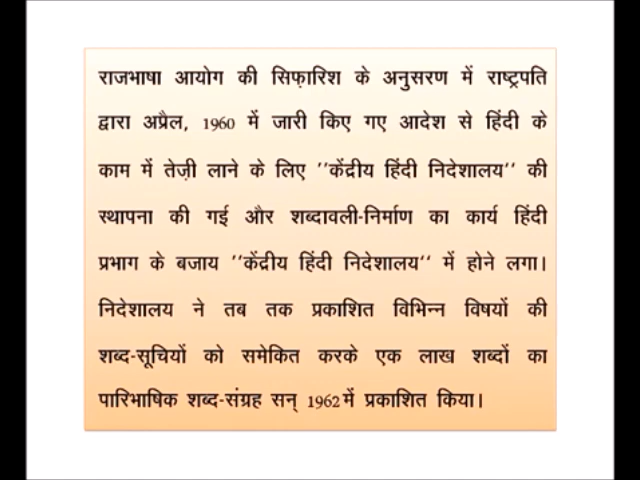 राजभाषा आयोग की सिफ़ारिश के अनुसरण में राष्ट्रपति
द्वारा अप्रैल, 1960 में जारी किए गए आदेश से हिंदी के
काम में तेज़ी लाने के लिए ''केंद्रीय हिंदी निदेशालय'' की
स्थापना की गई और शब्दावली-निर्माण का कार्य हिंदी
प्रभाग के बजाय ''केंद्रीय हिंदी निदेशालय'' में होने लगा।
निदेशालय ने तब तक प्रकाशित विभिन्न विषयों की
शब्द-सूचियों को समेकित करके एक लाख शब्दों का
पारिभाषिक शब्द-संग्रह सन् 1962 में प्रकाशित किया।